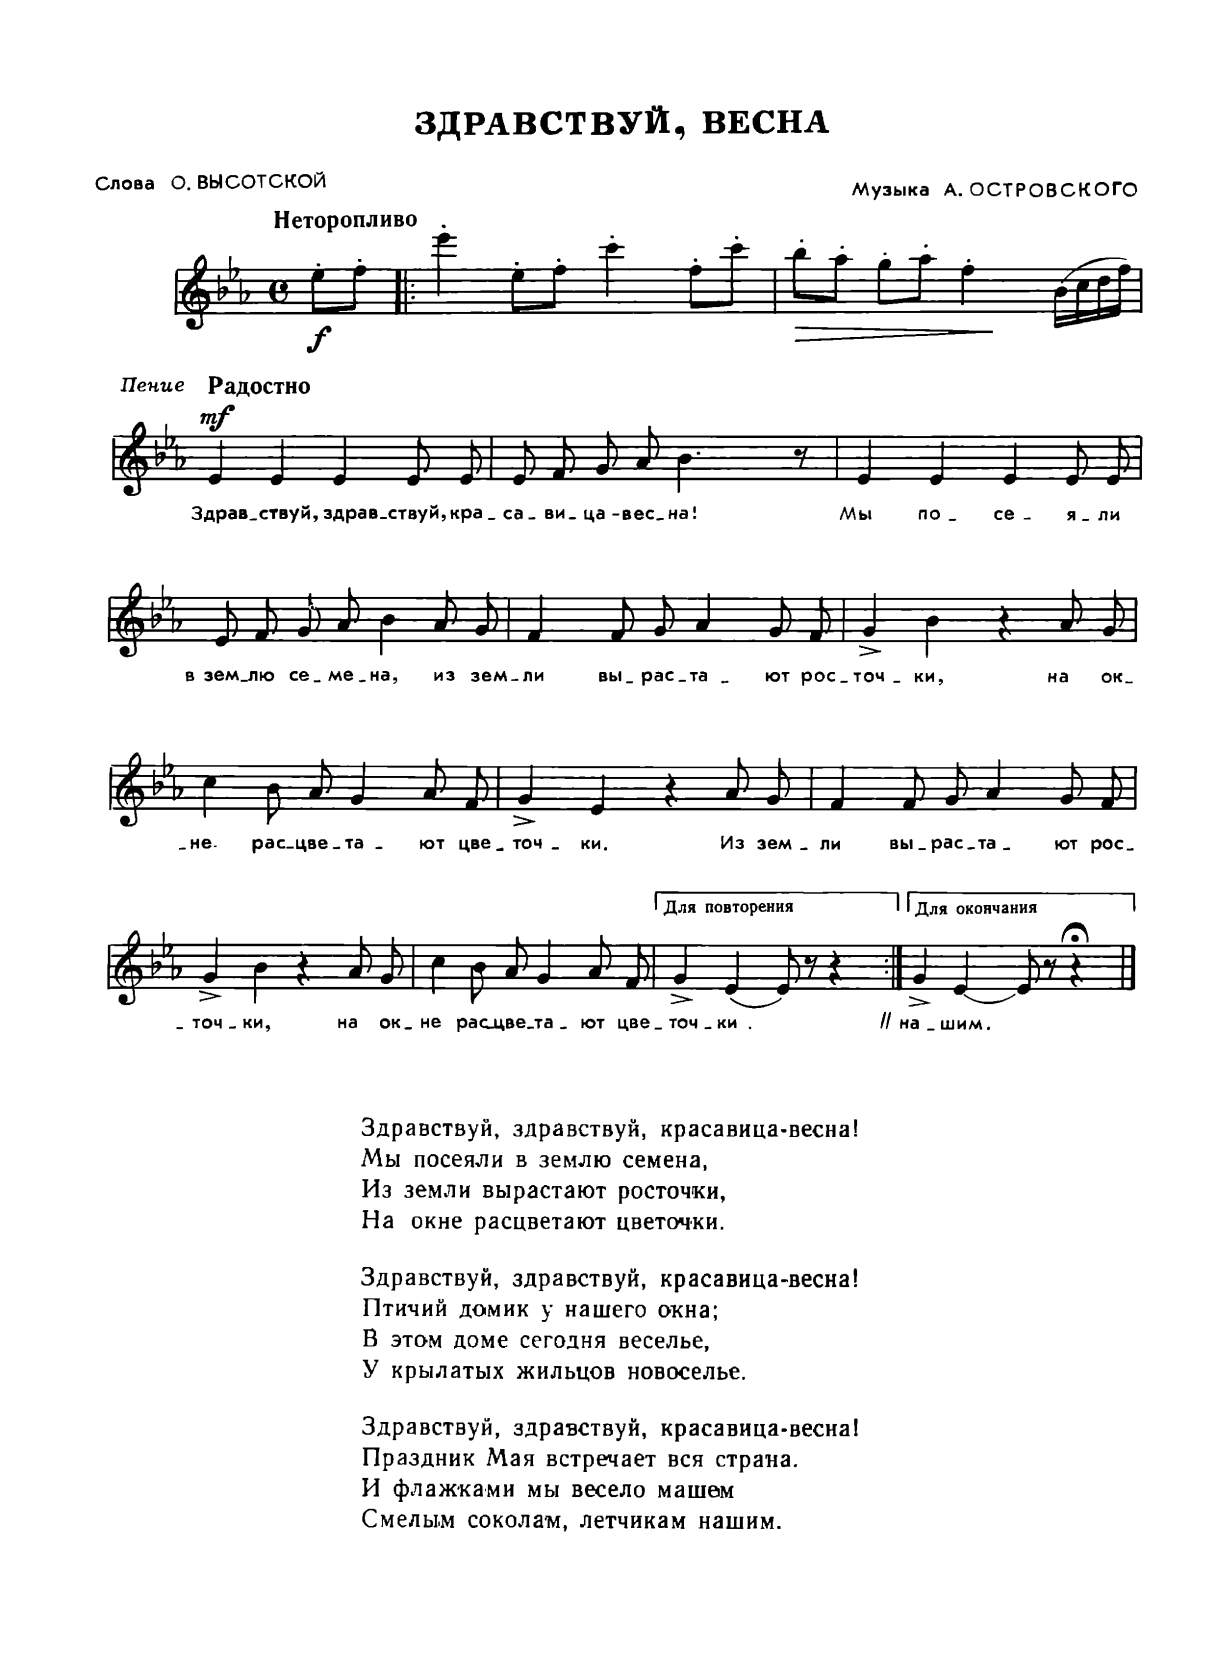 ЗДРАВСТВУЙ, ВЕСНА
Слова О. ВЫСОТСКОЙ
Музыка А. ОСТРОВСКОГО
Неторопливо
f
Пение Радостно
mf
Здрав_ствуй, здрав_ствуй, кра_са_ви_ца-вес_на! Мы по_се_я_ли
в зем_лю се_ме_на, из зем_ли вы_рас_та_ют рос_точ_ки, на ок_
_не расцве_та_ют цве_точ_ки. Из зем_ли вы_рас_та_ют рос_
Для повторения Для окончания
_точ_ки, на ок_не расцве_та_ют цве_точ_ки. // на_шим.
Здравствуй, здравствуй, красавица-весна!
Мы посеяли в землю семена,
Из земли вырастают росточки,
На окне расцветают цветочки.
Здравствуй, здравствуй, красавица-весна!
Птичий домик у нашего окна;
В этом доме сегодня веселье,
У крылатых жильцов новоселье.
Здравствуй, здравствуй, красавица-весна!
Праздник Мая встречает вся страна.
И флажками мы весело машем
Смелым соколам, летчикам нашим.